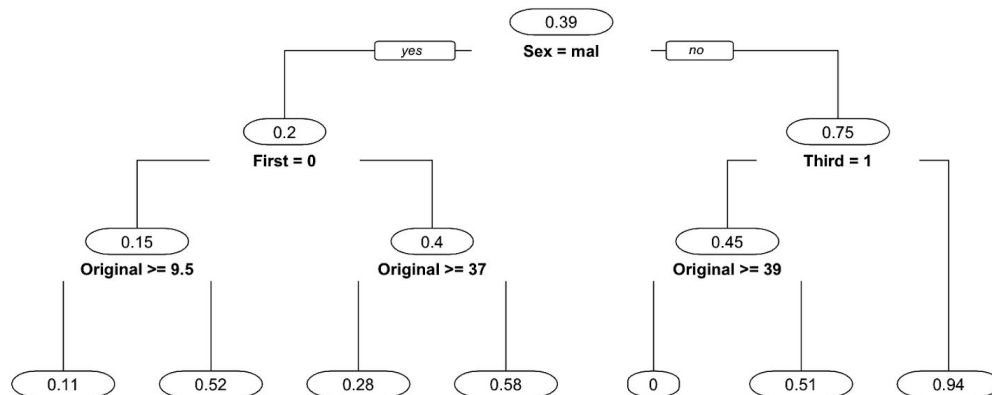 0.39
yes
Sex = mal
no
0.2
0.75
First = 0
Third = 1
0.15
0.4
0.45
Original >= 9.5
Original >= 37
Original >= 39
0.11
0.52
0.28
0.58
0
0.51
0.94